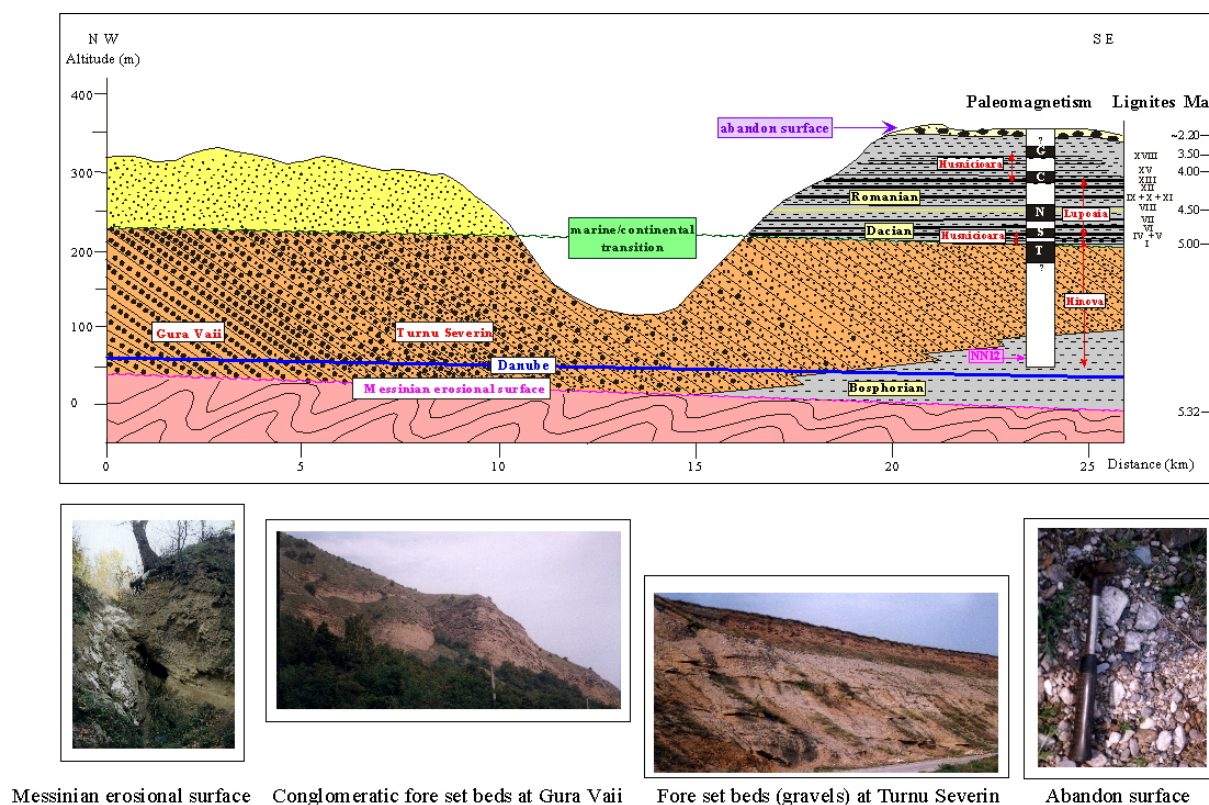 N W
S E
Altitude (m)
400
300
200
100
0
Paleomagnetism
Lignites
Ma
abandon surface
?
G
C
N
S
T
?
Husnicioara
Romanian
Dacian
Husnicioara
Lupoaia
Hinova
marine/continental
transition
XVIII
XV
XIII
XII
IX + X + XI
VIII
VII
VI
IV + V
I
~2.20
3.50
4.00
4.50
5.00
5.32
Gura Vaii
Turnu Severin
Danube
NN12
Messinian erosional surface
Bosphorian
0
5
10
15
20
25
Distance (km)
Messinian erosional surface
Conglomeratic fore set beds at Gura Vaii
Fore set beds (gravels) at Turnu Severin
Abandon surface